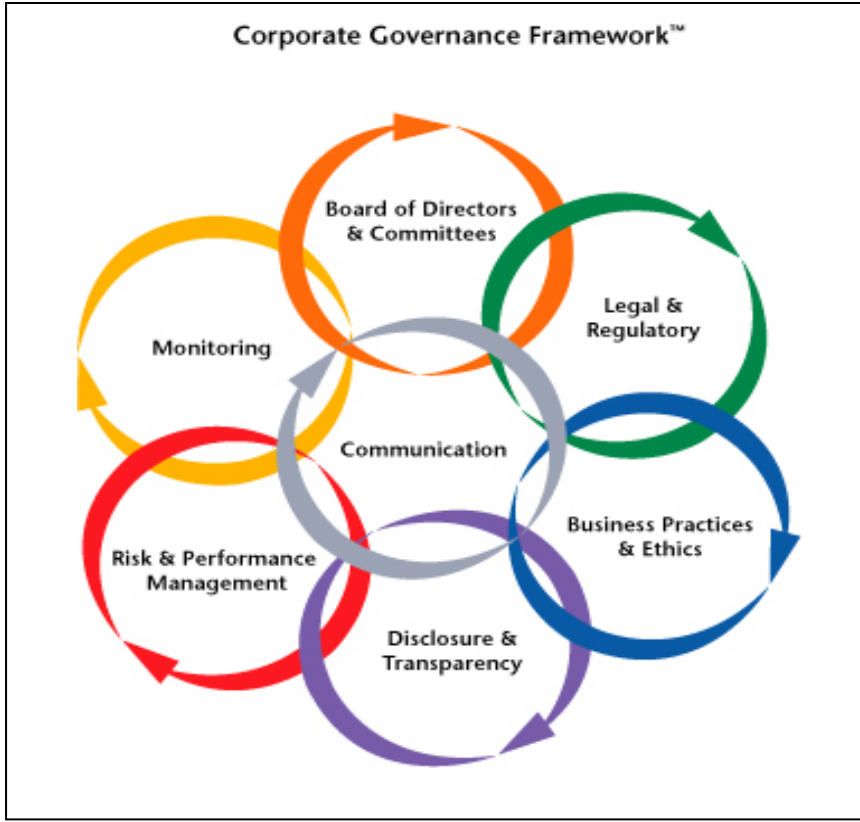 Corporate Governance Framework™
Board of Directors
& Committees
Legal &
Regulatory
Monitoring
Communication
Business Practices
& Ethics
Risk & Performance
Management
Disclosure &
Transparency